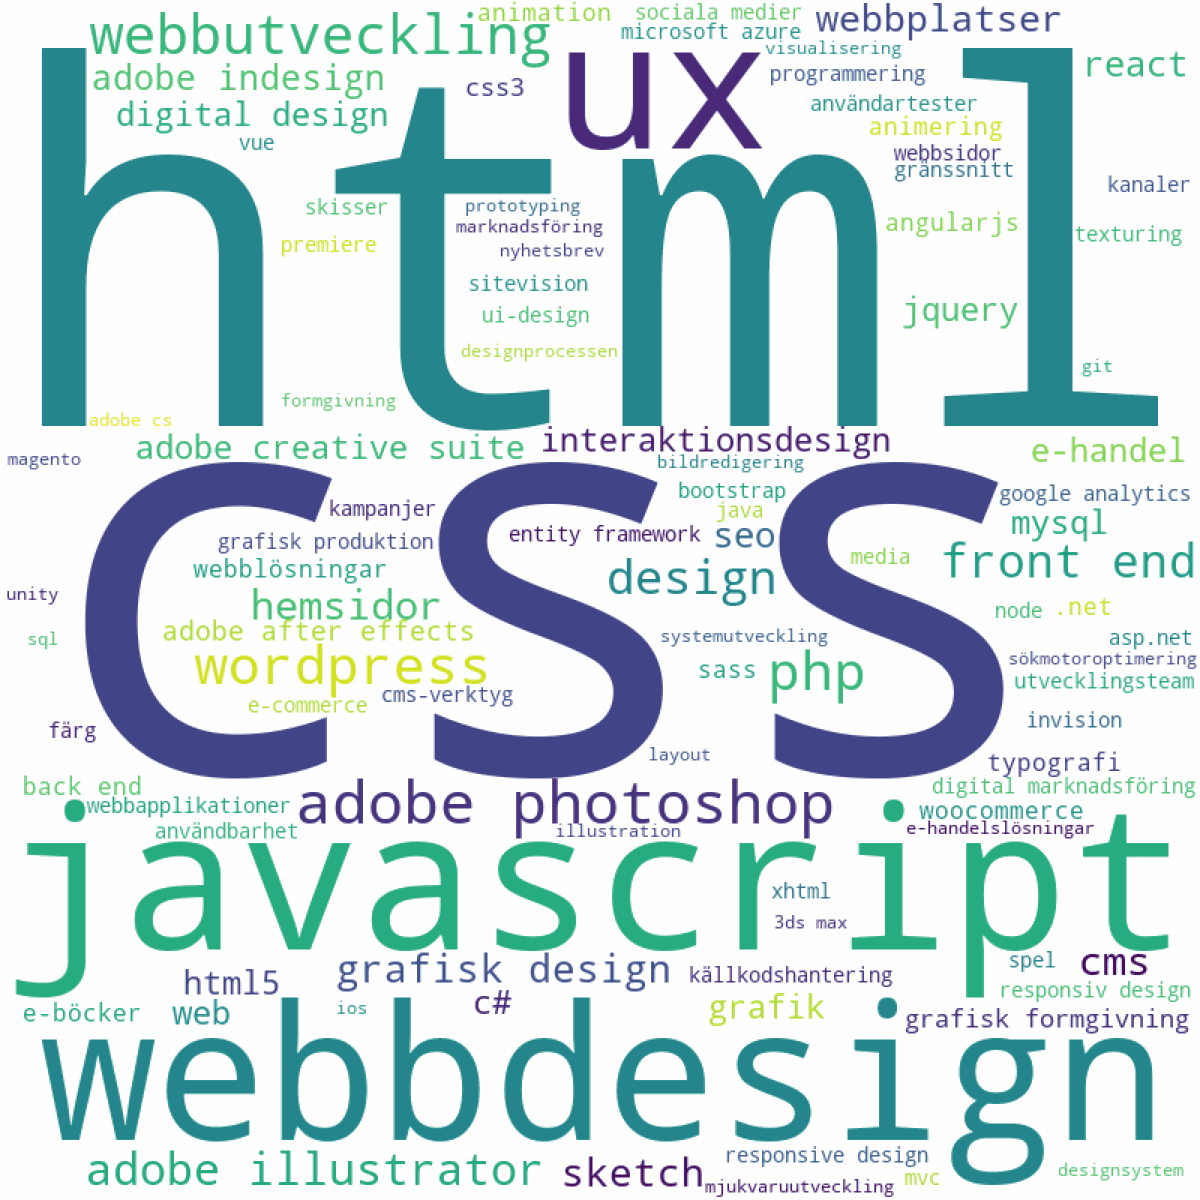 animation
sociala medier
webbplatser
webbutveckling
microsoft azure
visualisering
react
adobe indesign
css3
ux
programmering
digital design
användartester
vue
animering
webbsidor
gränssnitt
kanaler
html
skisser
prototyping
marknadsföring
angularjs
texturing
premiere
nyhetsbrev
sitevision
ui-design
jquery
designprocessen
git
formgivning
adobe cs
adobe creative suite
interaktionsdesign
e-handel
magento
bildredigering
bootstrap
google analytics
kampanjer
java
mysql
grafisk produktion
entity framework
seo
media
front end
webblösningar
design
css
unity
hemsidor
node
.net
sql
adobe after effects
systemutveckling
asp.net
wordpress
sass
php
sökmotoroptimering
utvecklingsteam
e-commerce
cms-verktyg
färg
invision
layout
typografi
back end
digital marknadsföring
webbapplikationer
adobe photoshop
woocommerce
användbarhet
illustration
e-handelslösningar
javascript
xhtml
3ds max
html5
grafisk design
källkodshantering
spel
cms
responsiv design
e-böcker
web
ios
c#
grafik
grafisk formgivning
webbdesign
adobe illustrator
sketch
responsive design
mjukvaruutveckling
mvc
designsystem